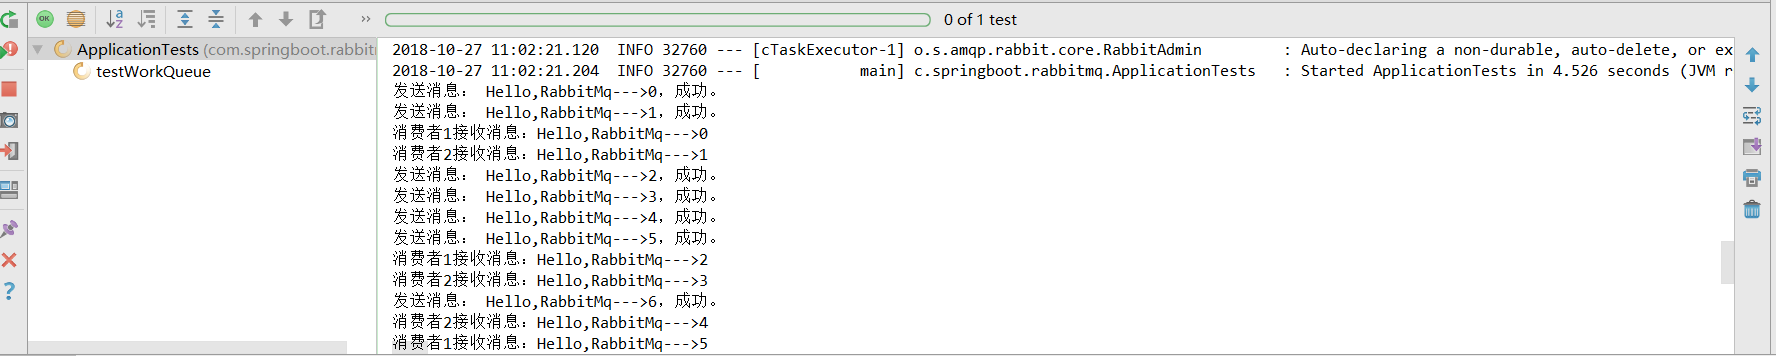 OK
a
z
»
0 of 1 test
ApplicationTests (com.springboot.rabbit
testWorkQueue
2018-10-27 11:02:21.120  INFO 32760 --- [cTaskExecutor-1] o.s.amqp.rabbit.core.RabbitAdmin         : Auto-declaring a non-durable, auto-delete, or ex
2018-10-27 11:02:21.204  INFO 32760 --- [           main] c.springboot.rabbitmq.ApplicationTests   : Started ApplicationTests in 4.526 seconds (JVM r
发送消息： Hello,RabbitMq--->0，成功。
发送消息： Hello,RabbitMq--->1，成功。
消费者1接收消息：Hello,RabbitMq--->0
消费者2接收消息：Hello,RabbitMq--->1
发送消息： Hello,RabbitMq--->2，成功。
发送消息： Hello,RabbitMq--->3，成功。
发送消息： Hello,RabbitMq--->4，成功。
发送消息： Hello,RabbitMq--->5，成功。
消费者1接收消息：Hello,RabbitMq--->2
消费者2接收消息：Hello,RabbitMq--->3
发送消息： Hello,RabbitMq--->6，成功。
消费者2接收消息：Hello,RabbitMq--->4
消费者1接收消息：Hello,RabbitMq--->5